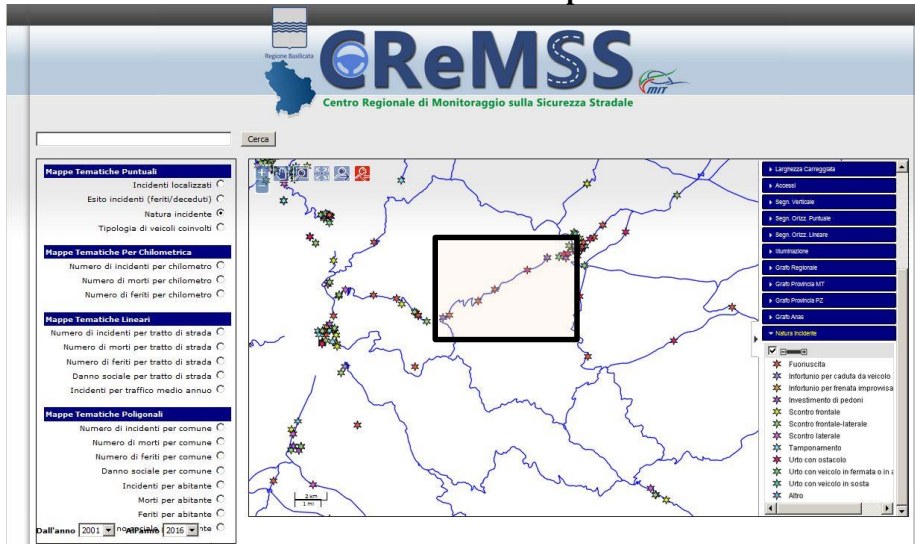 Regione Basilicata
CReMSS
MIT
Centro Regionale di Monitoraggio sulla Sicurezza Stradale
Cerca
Mappe Tematiche Puntuali
Incidenti localizzati
Esito incidenti (feriti/deceduti)
Natura incidente
Tipologia di veicoli coinvolti
Mappe Tematiche Per Chilometrica
Numero di incidenti per chilometro
Numero di morti per chilometro
Numero di feriti per chilometro
Mappe Tematiche Lineari
Numero di incidenti per tratto di strada
Numero di morti per tratto di strada
Numero di feriti per tratto di strada
Danno sociale per tratto di strada
Incidenti per traffico medio annuo
Mappe Tematiche Poligonali
Numero di incidenti per comune
Numero di morti per comune
Numero di feriti per comune
Danno sociale per comune
Incidenti per abitante
Morti per abitante
Feriti per abitante
Dall'anno 2001 2016
2 km
1 mi
Larghezza Carreggiata
Accessi
Segn. Verticale
Segn. Orizz. Puntuale
Segn. Orizz. Lineare
Illuminazione
Grafo Regionale
Grafo Provincia MT
Grafo Provincia PZ
Grafo Anas
Natura Incidente
Fuoriuscita
Infortunio per caduta da veicolo
Infortunio per frenata improvvisa
Investimento di pedoni
Scontro frontale
Scontro frontale-laterale
Scontro laterale
Tamponamento
Urto con ostacolo
Urto con veicolo in fermata o in a
Urto con veicolo in sosta
Altro